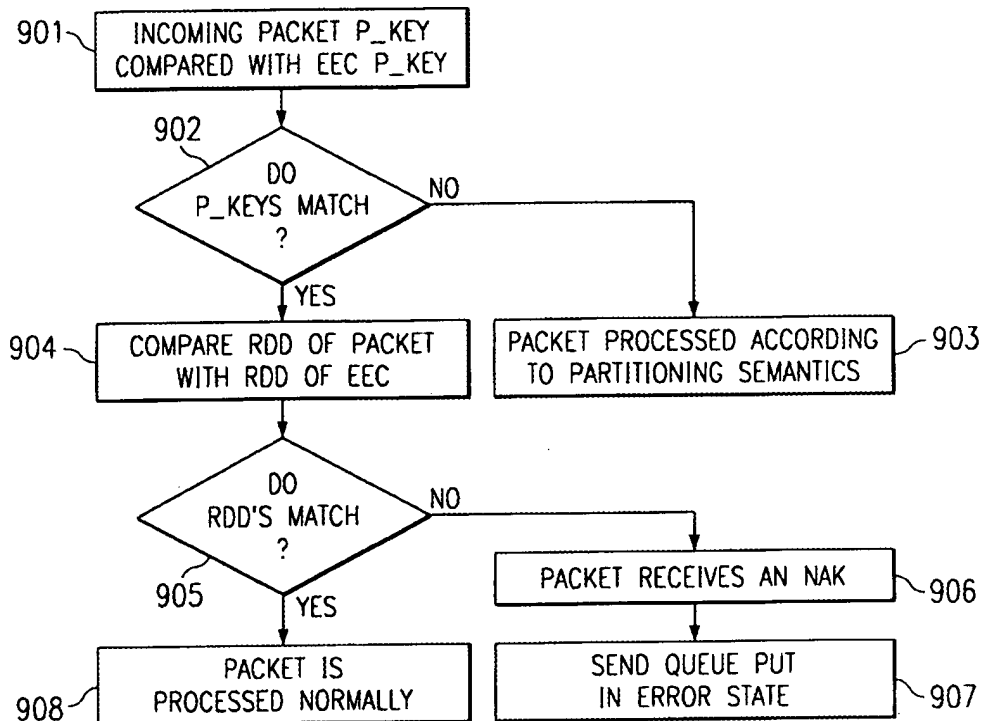 901
INCOMING PACKET P_KEY
COMPARED WITH EEC P_KEY
902
DO
P_KEYS MATCH
?
NO
YES
904
COMPARE RDD OF PACKET
WITH RDD OF EEC
PACKET PROCESSED ACCORDING
TO PARTITIONING SEMANTICS
903
DO
RDD'S MATCH
?
NO
905
YES
PACKET RECEIVES AN NAK
906
908
PACKET IS
PROCESSED NORMALLY
SEND QUEUE PUT
IN ERROR STATE
907